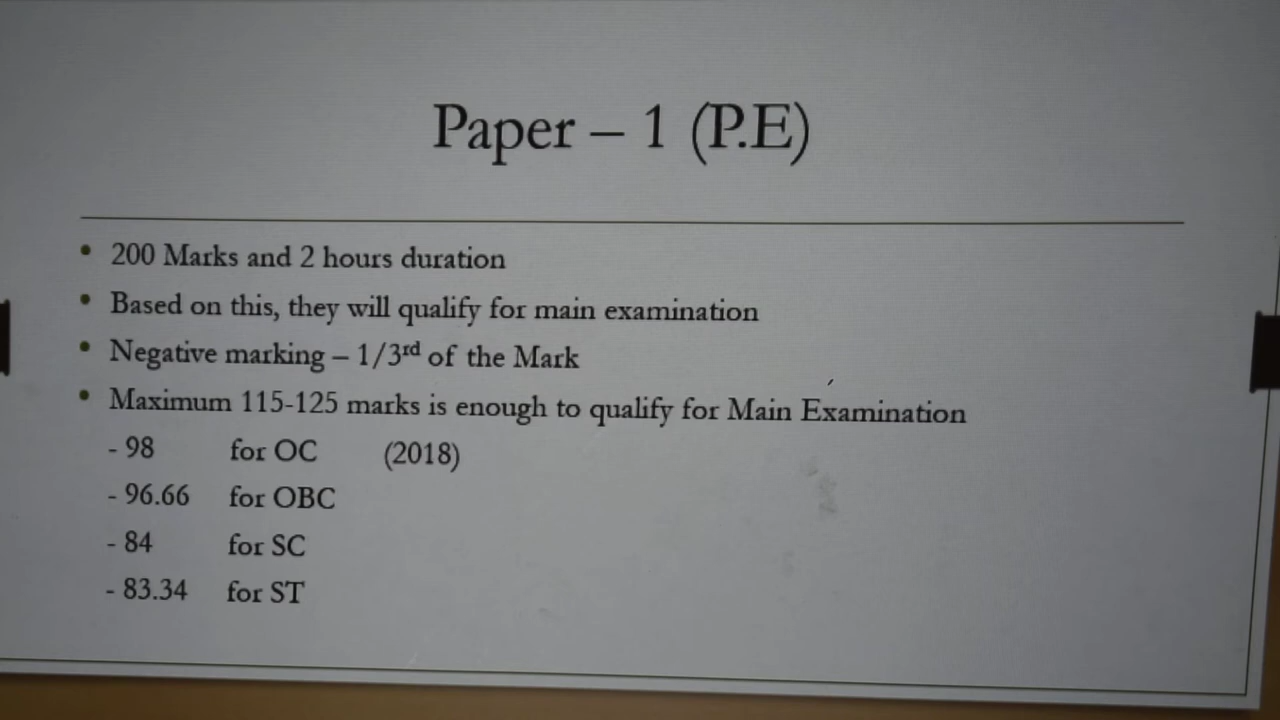 Paper – 1 (P.E)
• 200 Marks and 2 hours duration
• Based on this, they will qualify for main examination
• Negative marking – 1/3rd of the Mark
• Maximum 115-125 marks is enough to qualify for Main Examination
- 98 for OC (2018)
- 96.66 for OBC
- 84 for SC
- 83.34 for ST